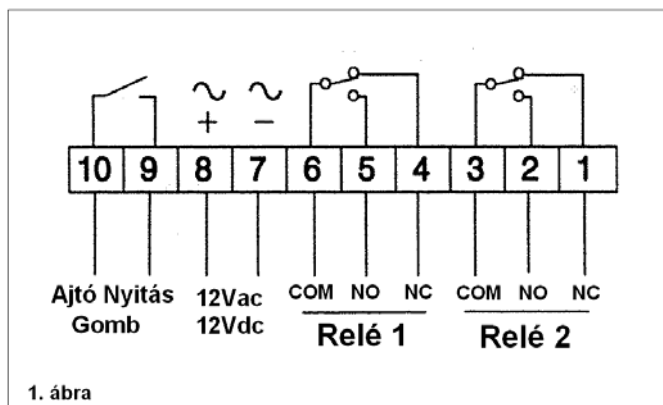 + −
10 9 8 7 6 5 4 3 2 1
Ajtó Nyitás 12Vac COM NO NC COM NO NC
Gomb 12Vdc Relé 1 Relé 2
1. ábra